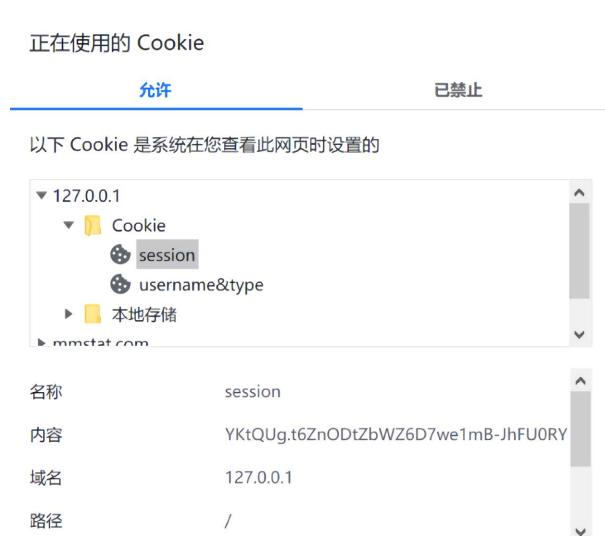 正在使用的 Cookie
允许 已禁止
以下 Cookie 是系统在您查看此网页时设置的
127.0.0.1
Cookie
session
username&type
本地存储
mmstat.com
名称 session
内容 YKtQUg.t6ZnODtZbWZ6D7we1mB-JhFU0RY
域名 127.0.0.1
路径 /